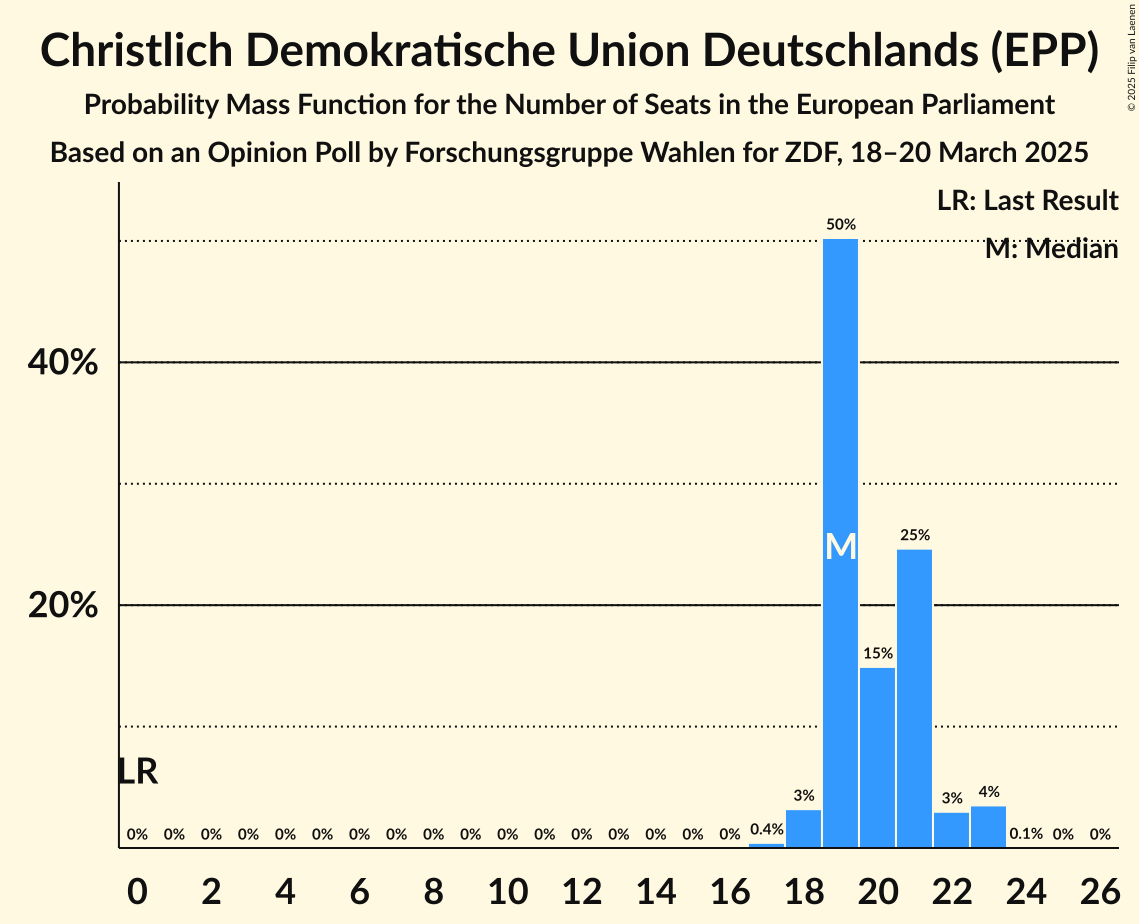 Christlich Demokratische Union Deutschlands (EPP)
Probability Mass Function for the Number of Seats in the European Parliament
Based on an Opinion Poll by Forschungsgruppe Wahlen for ZDF, 18–20 March 2025
© 2025 Filip van Laenen
LR: Last Result
M: Median
50%
40%
M
25%
20%
15%
LR
0% 0% 0% 0% 0% 0% 0% 0% 0% 0% 0% 0% 0% 0% 0% 0% 0% 0.4% 3% 3% 4% 0.1% 0% 0%
0 2 4 6 8 10 12 14 16 18 20 22 24 26